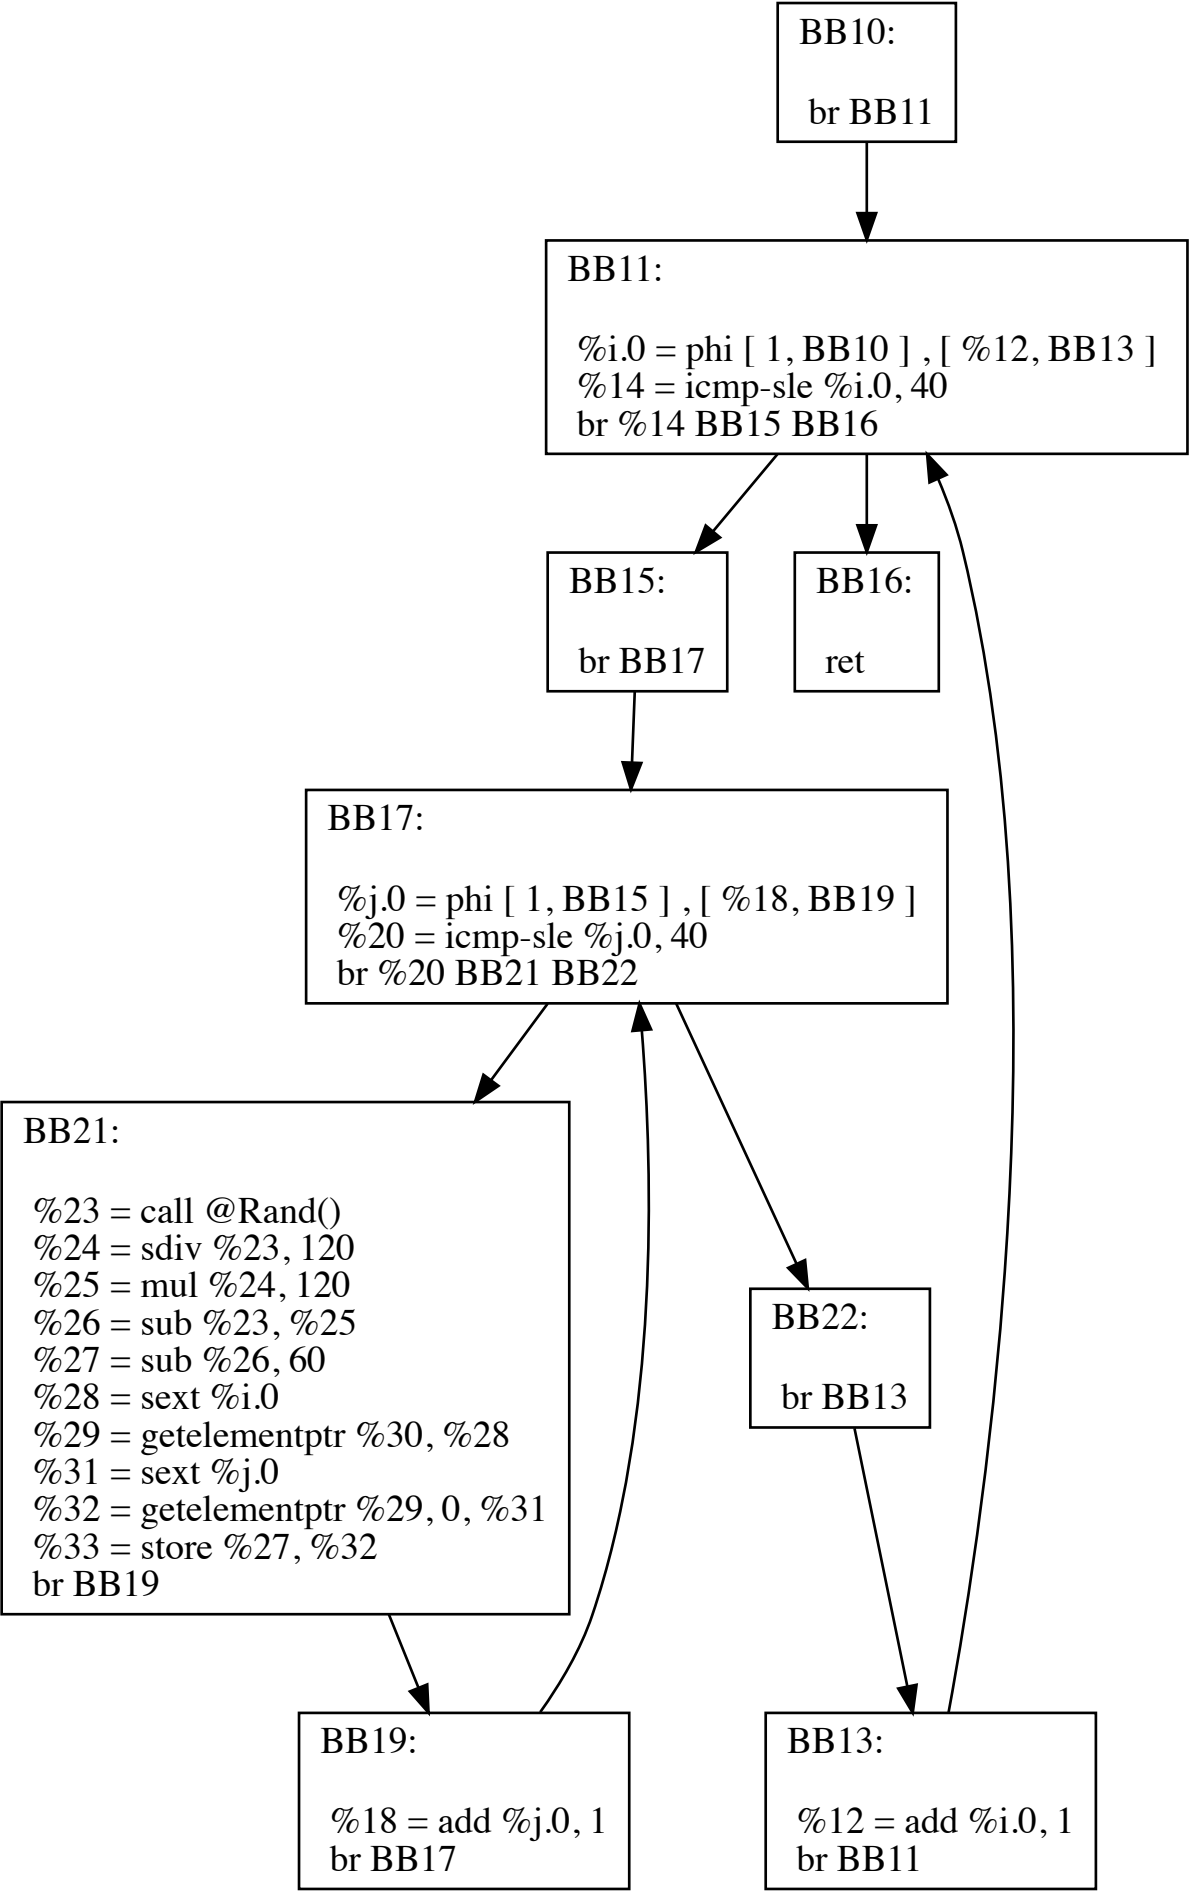 BB10:
br BB11
BB11:
%i.0 = phi [ 1, BB10 ] , [ %12, BB13 ]
%14 = icmp-sle %i.0, 40
br %14 BB15 BB16
BB15:
br BB17
BB16:
ret
BB17:
%j.0 = phi [ 1, BB15 ] , [ %18, BB19 ]
%20 = icmp-sle %j.0, 40
br %20 BB21 BB22
BB21:
%23 = call @Rand()
%24 = sdiv %23, 120
%25 = mul %24, 120
%26 = sub %23, %25
%27 = sub %26, 60
%28 = sext %i.0
%29 = getelementptr %30, %28
%31 = sext %j.0
%32 = getelementptr %29, 0, %31
%33 = store %27, %32
br BB19
BB22:
br BB13
BB19:
%18 = add %j.0, 1
br BB17
BB13:
%12 = add %i.0, 1
br BB11